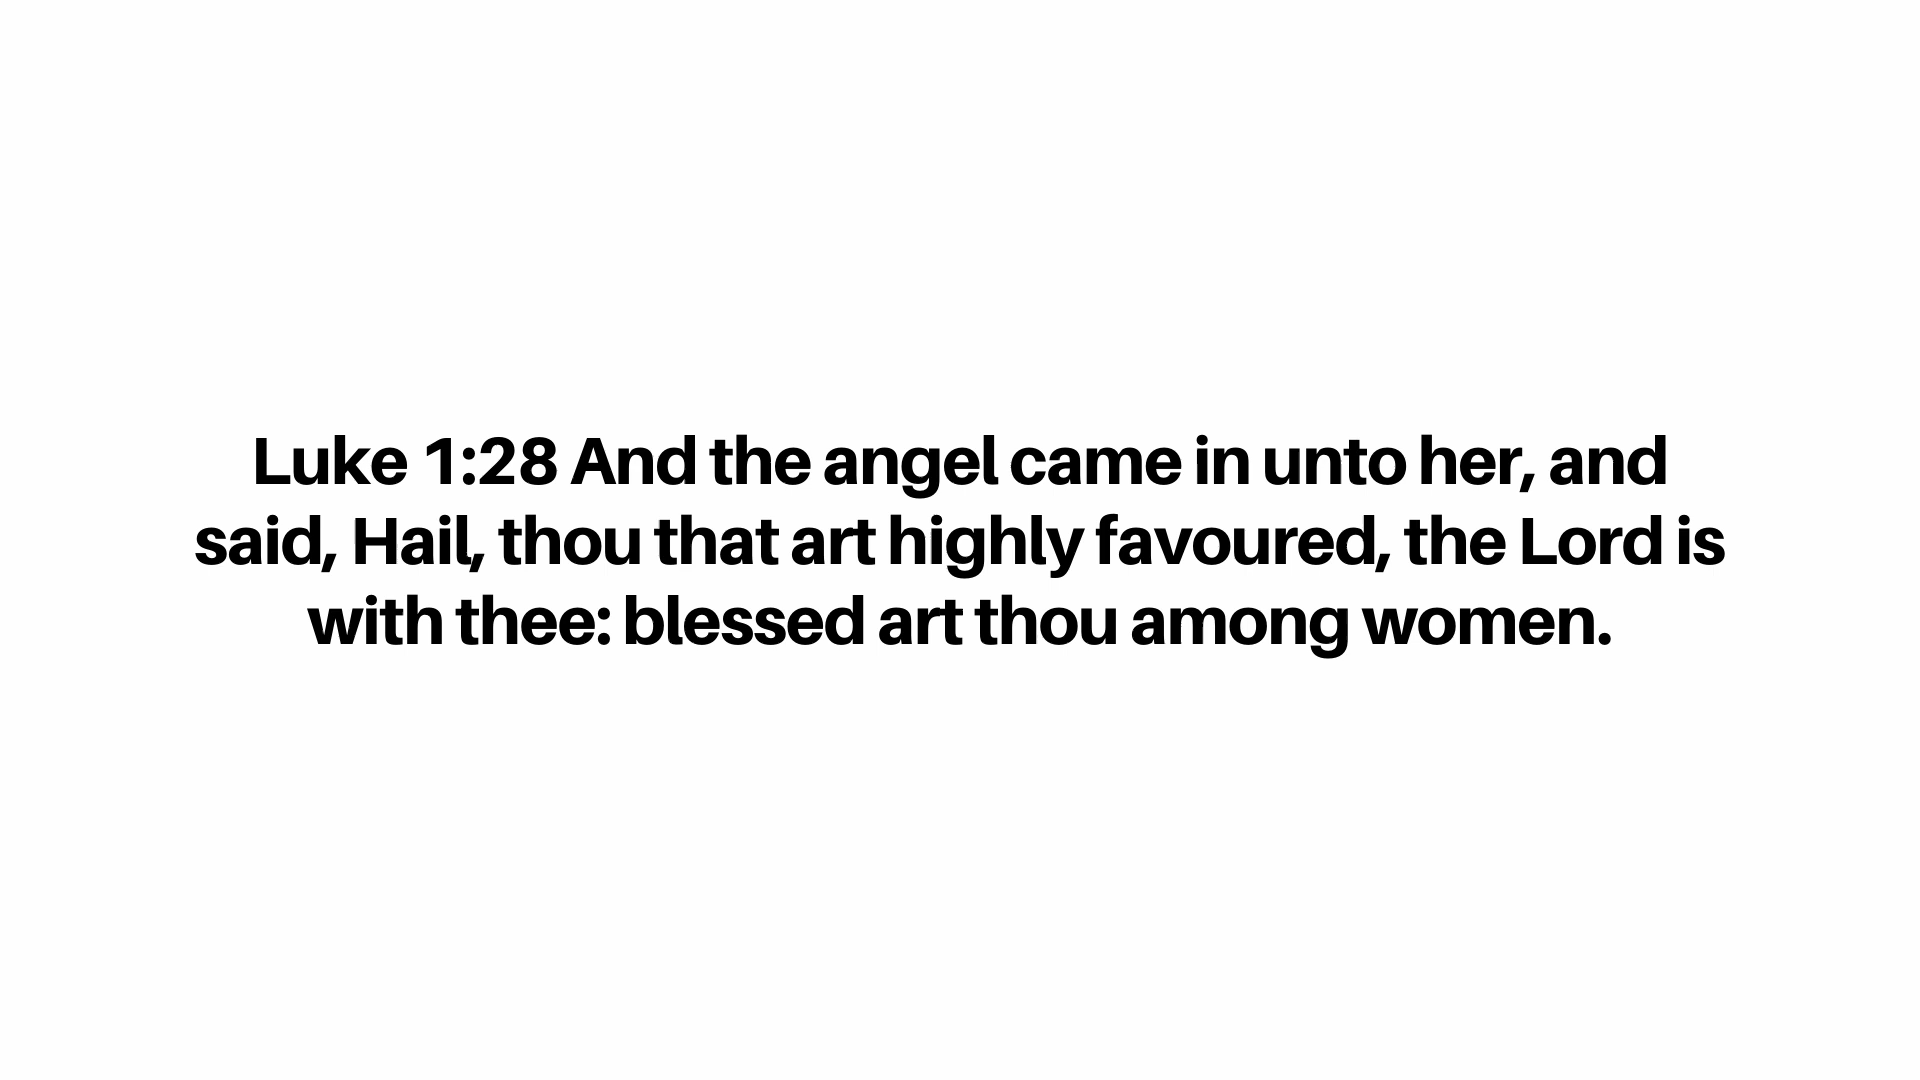 Luke 1:28 And the angel came in unto her, and
said, Hail, thou that art highly favoured, the Lord is
with thee: blessed art thou among women.